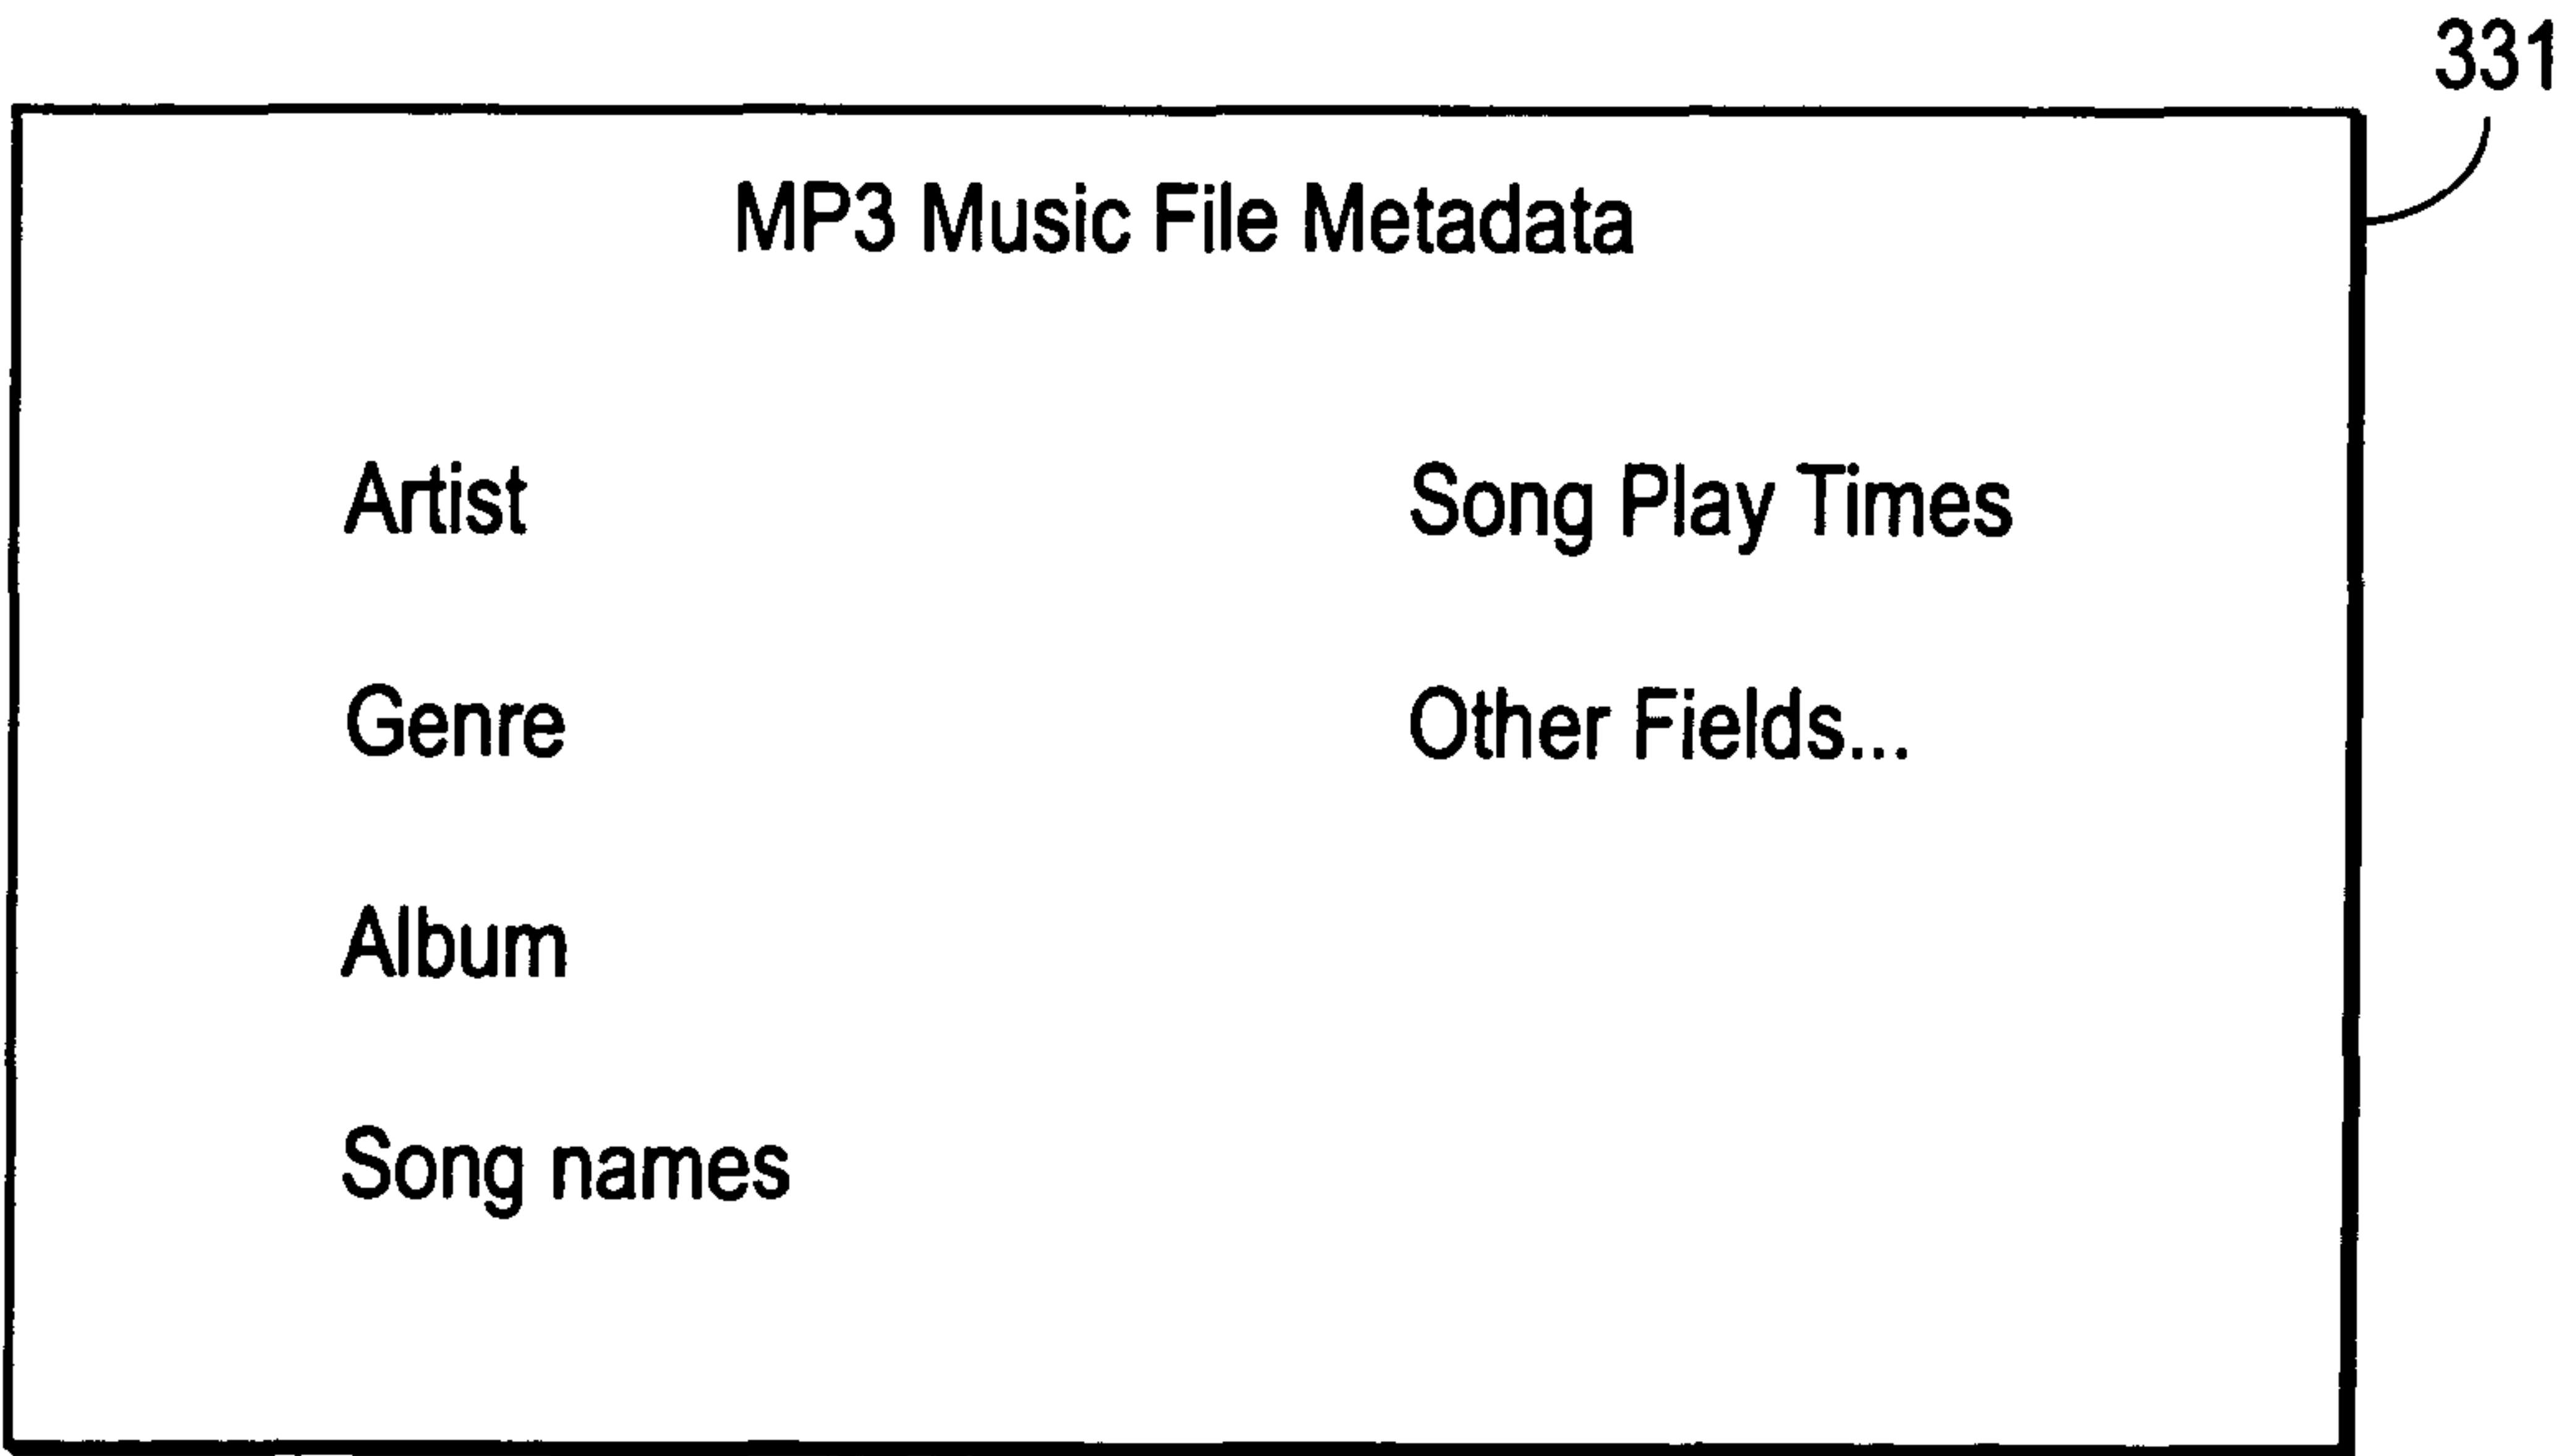 331
MP3 Music File Metadata
Artist
Genre
Album
Song names
Song Play Times
Other Fields...